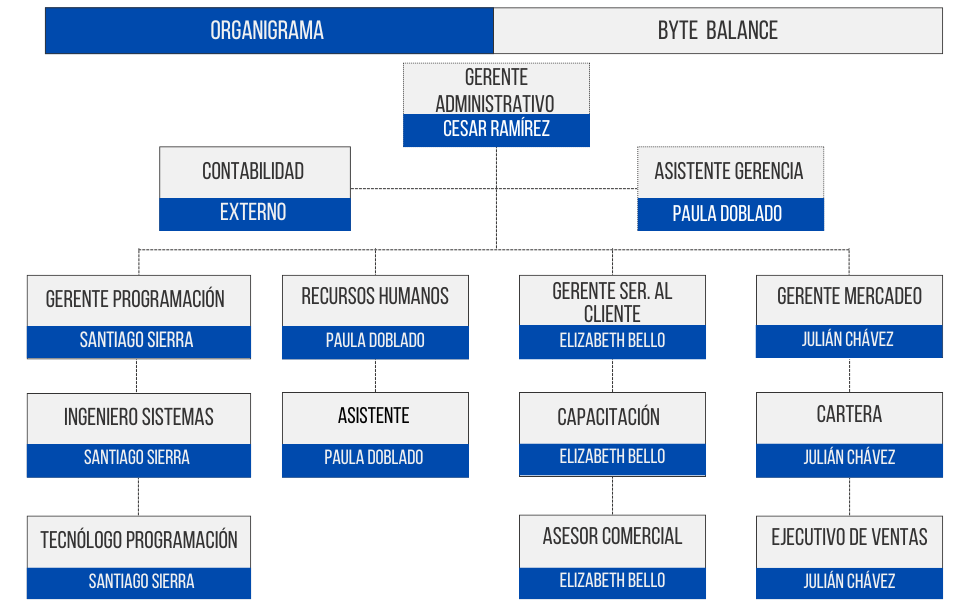 ORGANIGRAMA
BYTE BALANCE
GERENTE
ADMINISTRATIVO
CESAR RAMÍREZ
CONTABILIDAD
EXTERNO
ASISTENTE GERENCIA
PAULA DOBLADO
GERENTE PROGRAMACIÓN
SANTIAGO SIERRA
RECURSOS HUMANOS
PAULA DOBLADO
GERENTE SER. AL
CLIENTE
ELIZABETH BELLO
GERENTE MERCADEO
JULIÁN CHÁVEZ
INGENIERO SISTEMAS
SANTIAGO SIERRA
ASISTENTE
PAULA DOBLADO
CAPACITACIÓN
ELIZABETH BELLO
CARTERA
JULIÁN CHÁVEZ
TECNÓLOGO PROGRAMACIÓN
SANTIAGO SIERRA
ASESOR COMERCIAL
ELIZABETH BELLO
EJECUTIVO DE VENTAS
JULIÁN CHÁVEZ